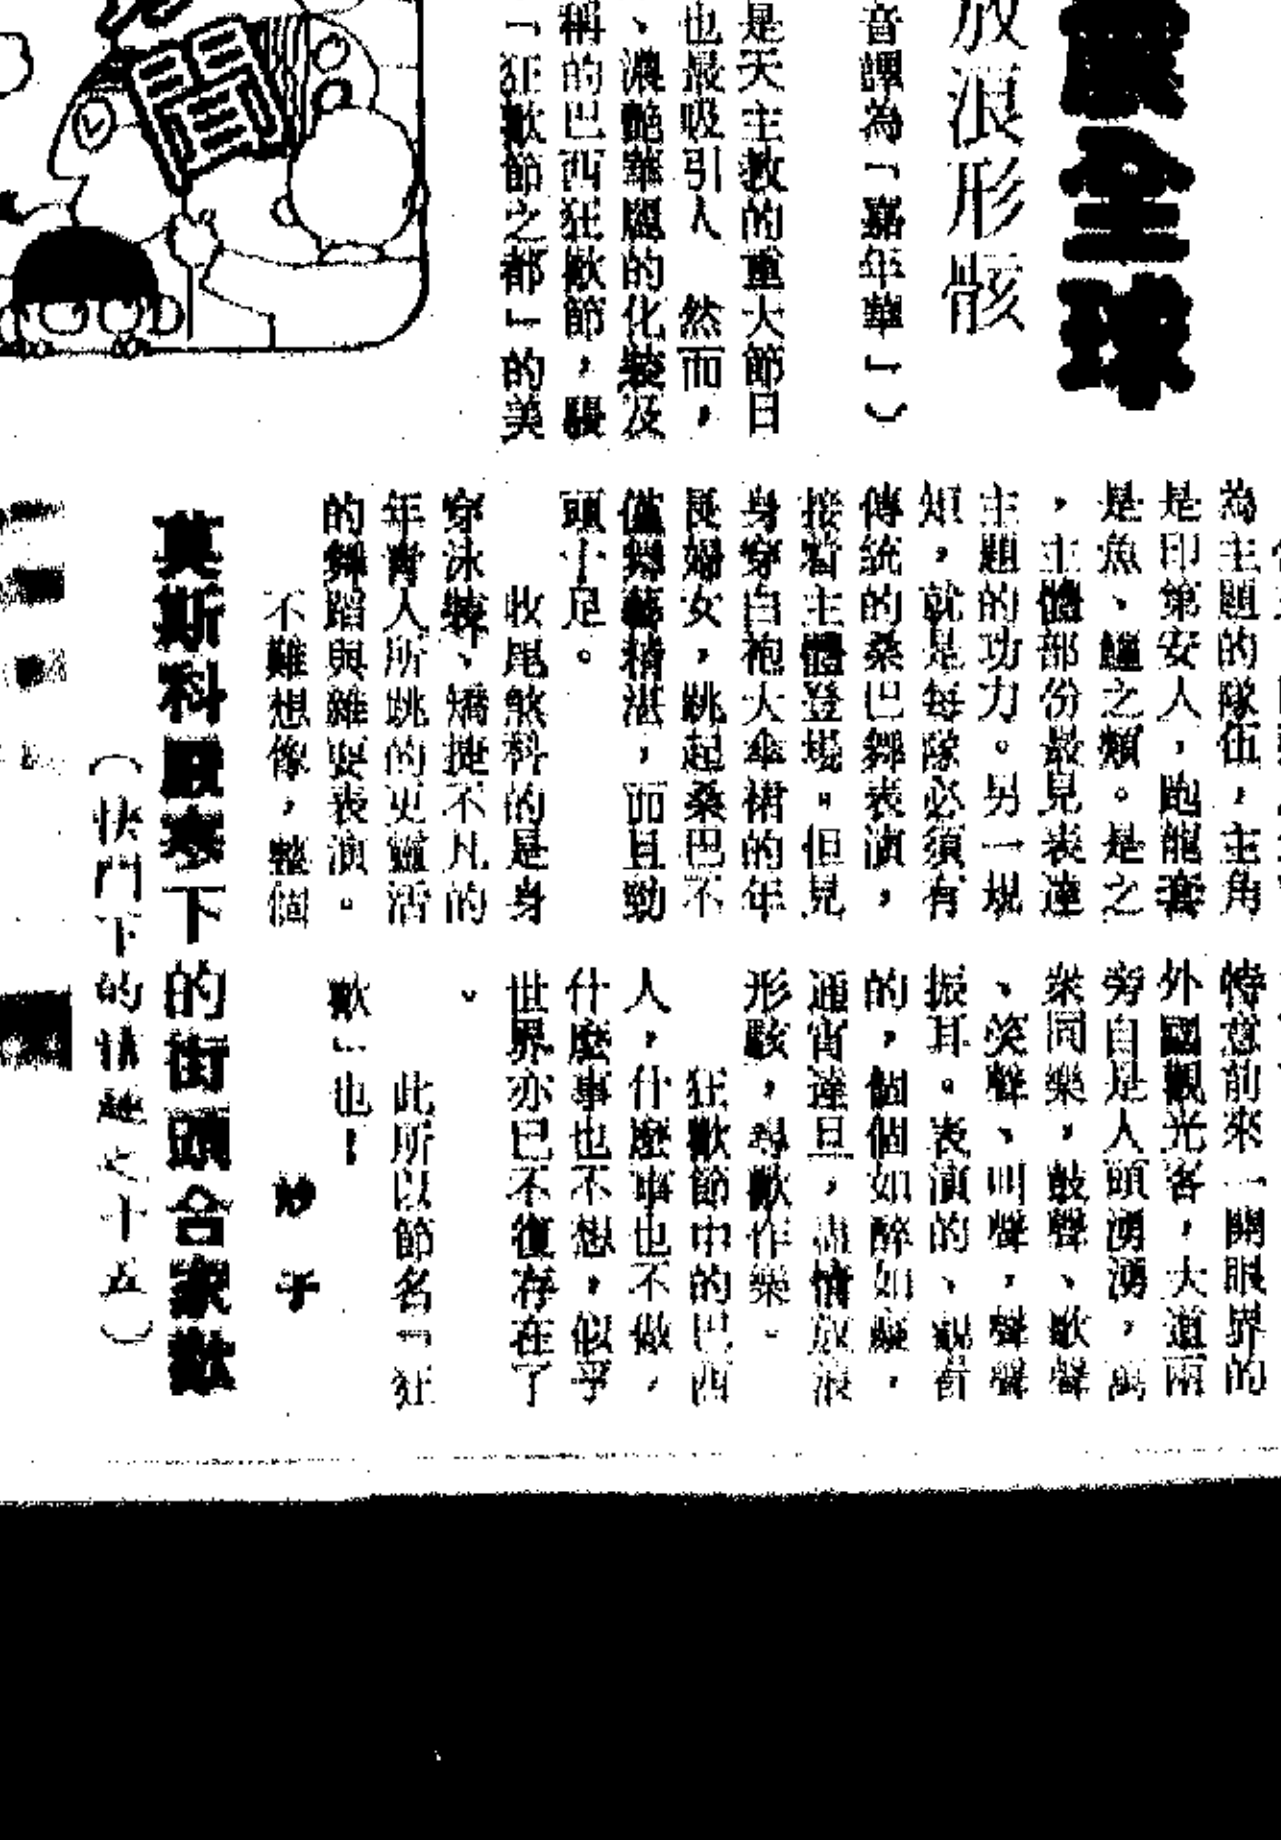 震全球
放浪形骸
音譯為「嘉年華」）
是天主教的重大節日
也最吸引人　然而，
、濃艷華麗的化裝及
稱的巴西狂歡節，
「狂歡節之都」的美
聞
為主題的隊伍，主角
是印第安人，跑龍套
是魚、鱷之類。是之
，主體部份最見表達
主題的功力。另一規
矩，就是每隊必須有
傳統的桑巴舞表演，
接着主體登場。但見
身穿白袍大傘裙的年
長婦女，跳起桑巴不
僅舞藝精湛，而且勁
頭十足。
收尾煞科的是身
穿泳裝、矯捷不凡的
年青人所跳的更靈活
的舞蹈與雜耍表演。
不難想像，整個
特意前來一開眼界的
外國觀光客，大道兩
旁自是人頭湧湧，萬
眾同樂，鼓聲、歌聲
、笑聲、叫聲，聲聲
振耳。表演的、觀看
的，個個如醉如癡，
通宵達旦，盡情放浪
形骸，尋歡作樂。
狂歡節中的巴西
人，什麼事也不做，
什麼事也不想，似乎
世界亦已不復存在了
。
此所以節名「狂
歡」也！
妙于
莫斯科嚴寒下的街頭合家歡
（快門下的情趣之十五）